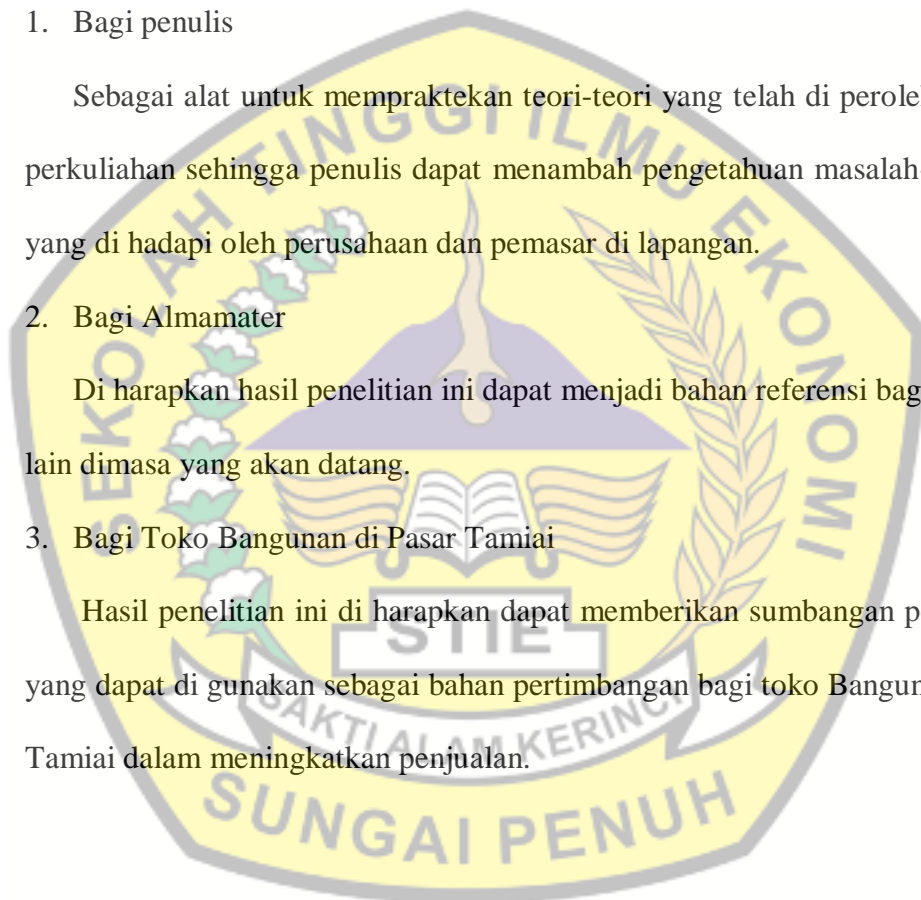 1. Bagi penulis
Sebagai alat untuk mempraktekan teori-teori yang telah di
perkuliahan sehingga penulis dapat menambah pengetahuan masalah-
yang di hadapi oleh perusahaan dan pemasar di lapangan.
2. Bagi Almamater
Di harapkan hasil penelitian ini dapat menjadi bahan referensi
lain dimasa yang akan datang.
3. Bagi Toko Bangunan di Pasar Tamiai
Hasil penelitian ini di harapkan dapat memberikan sumbangan
yang dapat di gunakan sebagai bahan pertimbangan bagi toko
Tamiai dalam meningkatkan penjualan.
SEKOLAH TINGGI ILMU EKONOMI
STIE
SAKTI ALAM KERINCI
SUNGAI PENUH